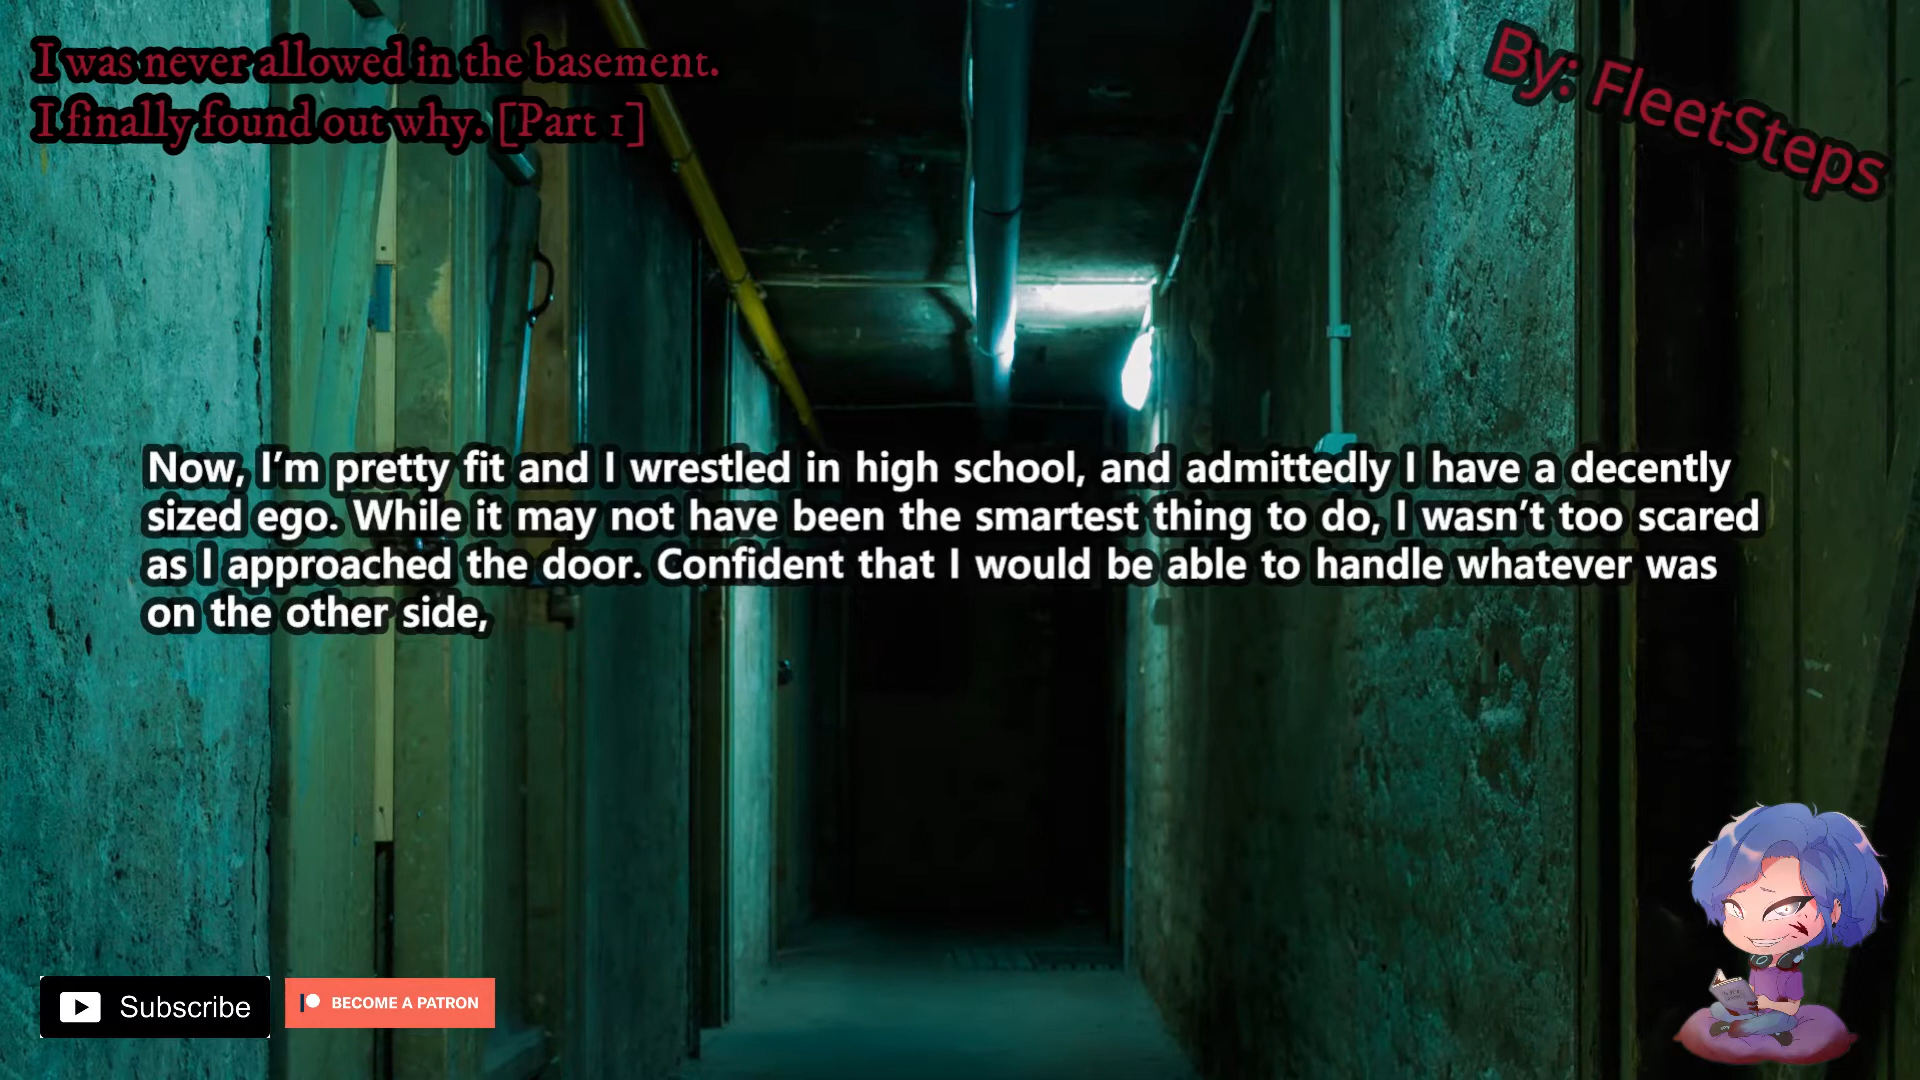 I was never allowed in the basement.
I finally found out why. [Part 1]
By: FleetSteps
Now, I’m pretty fit and I wrestled in high school, and admittedly I have a decently
sized ego. While it may not have been the smartest thing to do, I wasn’t too scared
as I approached the door. Confident that I would be able to handle whatever was
on the other side,
Subscribe
BECOME A PATRON